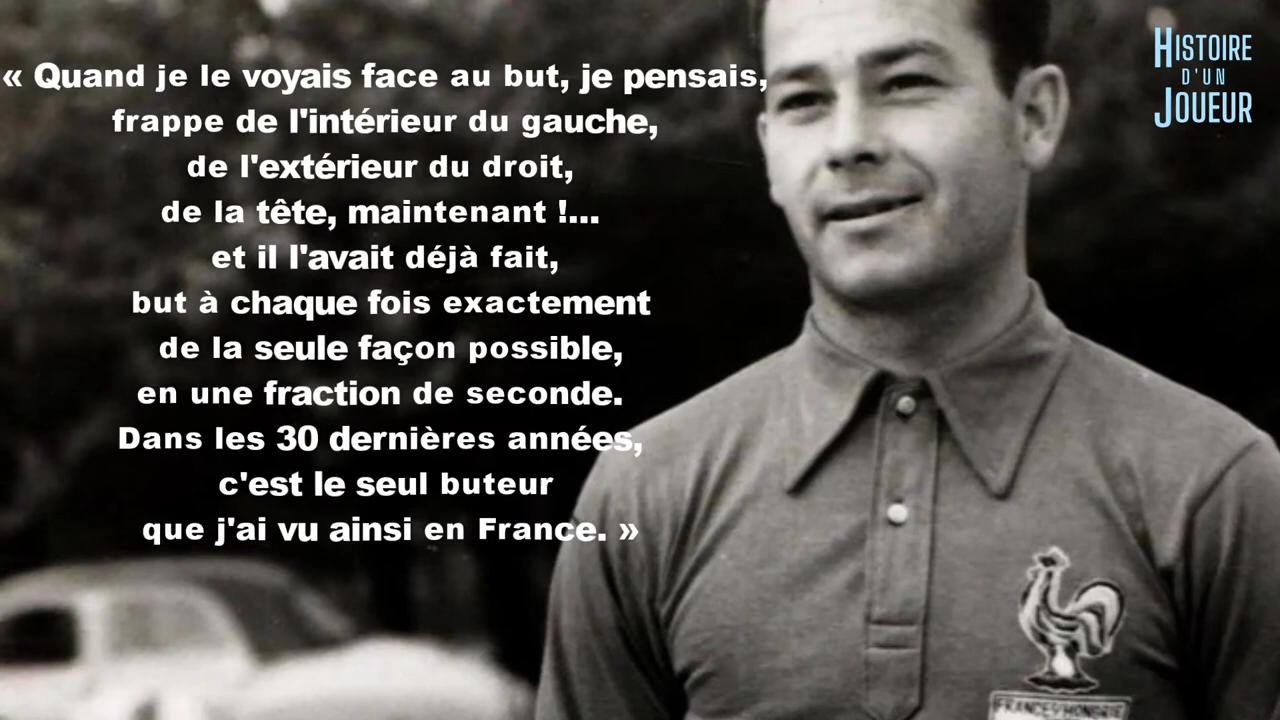 « Quand je le voyais face au but, je pensais,
frappe de l'intérieur du gauche,
de l'extérieur du droit,
de la tête, maintenant !...
et il l'avait déjà fait,
but à chaque fois exactement
de la seule façon possible,
en une fraction de seconde.
Dans les 30 dernières années,
c'est le seul buteur
que j'ai vu ainsi en France. »
HISTOIRE
D'UN
JOUEUR
FRANCE-HONGRIE